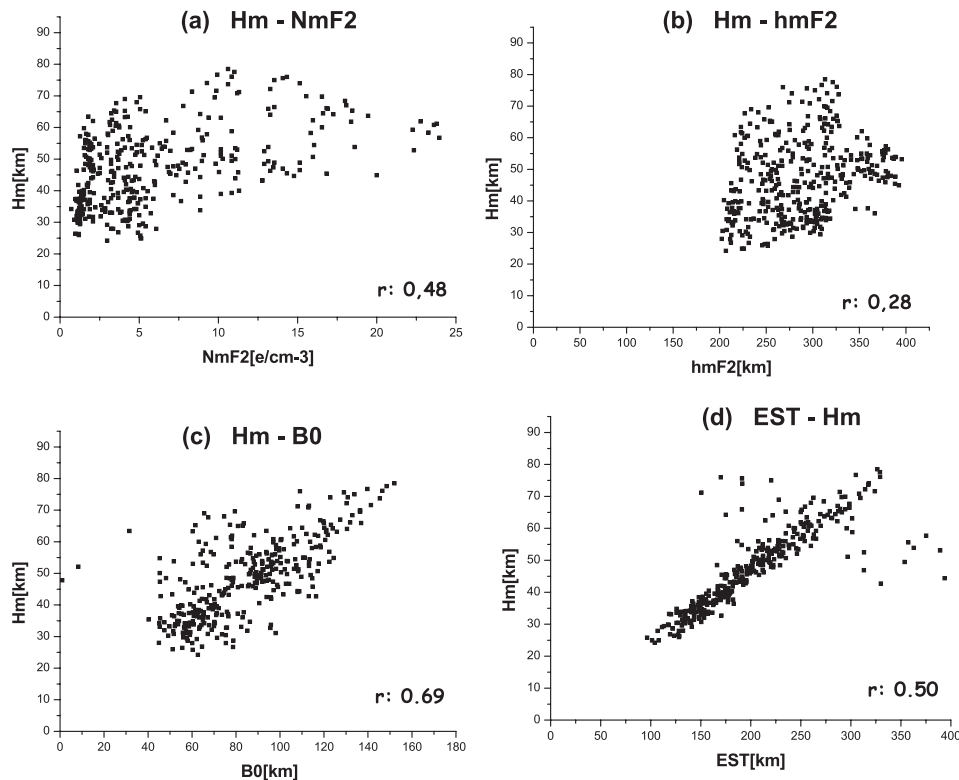 (a) Hm - NmF2
Hm[km]
90
80
70
60
50
40
30
20
10
0
r: 0,48
0 5 10 15 20 25
NmF2[e/cm-3]
(b) Hm - hmF2
Hm[km]
90
80
70
60
50
40
30
20
10
0
r: 0,28
0 50 100 150 200 250 300 350 400
hmF2[km]
(c) Hm - B0
Hm[km]
90
80
70
60
50
40
30
20
10
0
r: 0.69
0 20 40 60 80 100 120 140 160 180
B0[km]
(d) EST - Hm
Hm[km]
90
80
70
60
50
40
30
20
10
0
r: 0.50
0 50 100 150 200 250 300 350 400
EST[km]